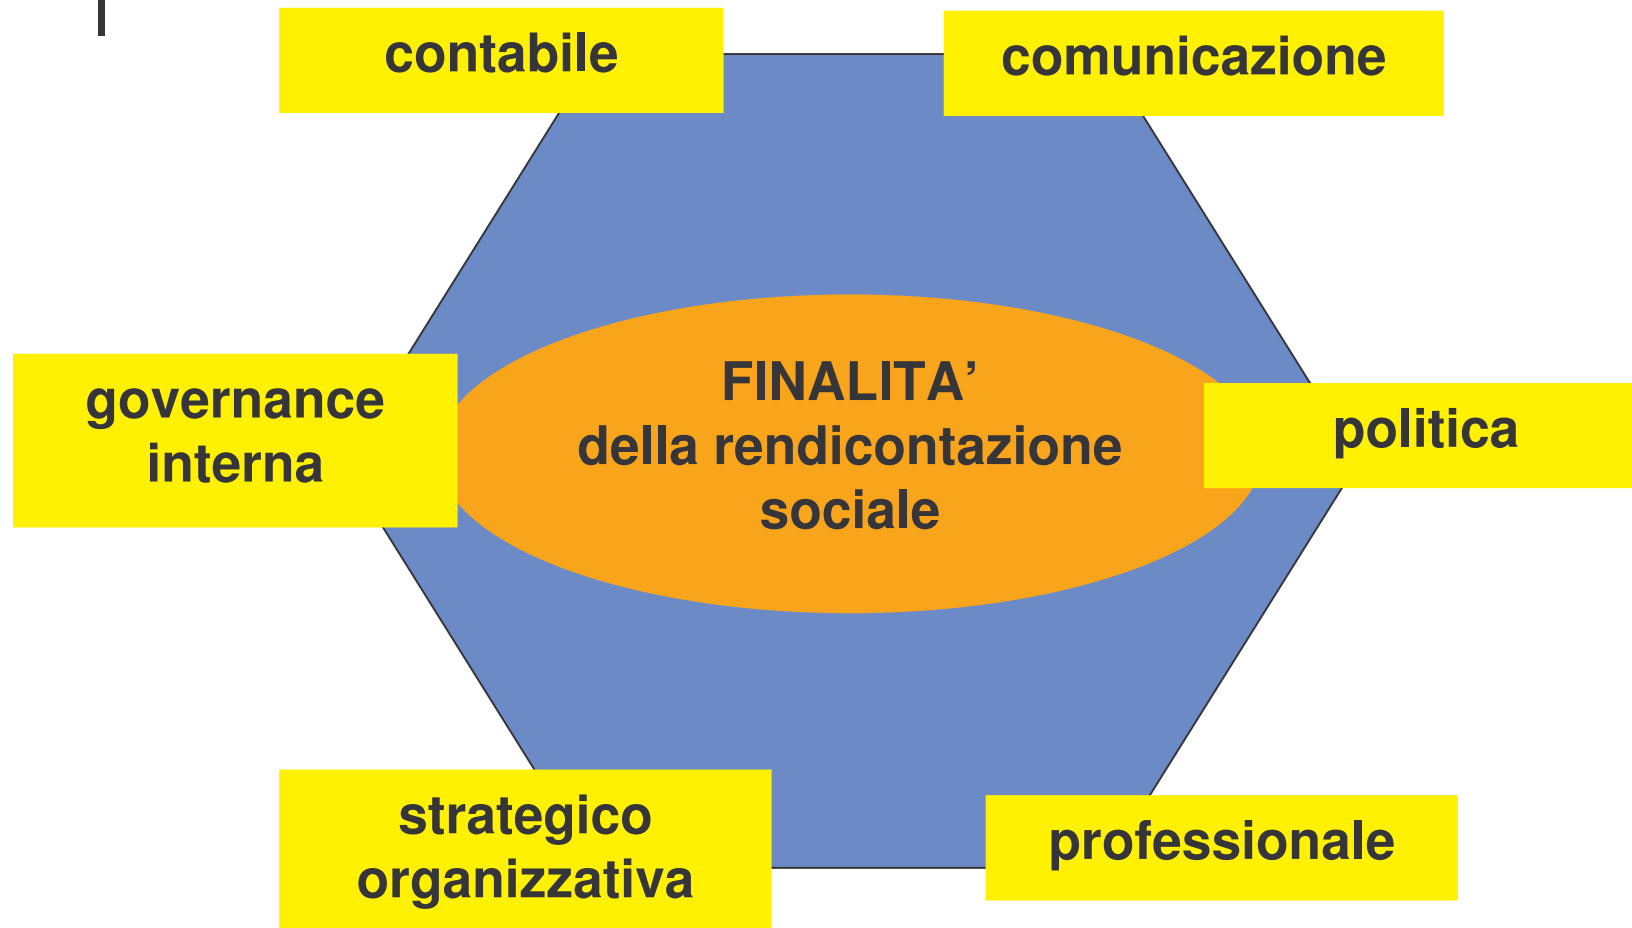 contabile
comunicazione
FINALITA’
della rendicontazione
sociale
governance
interna
politica
strategico
organizzativa
professionale